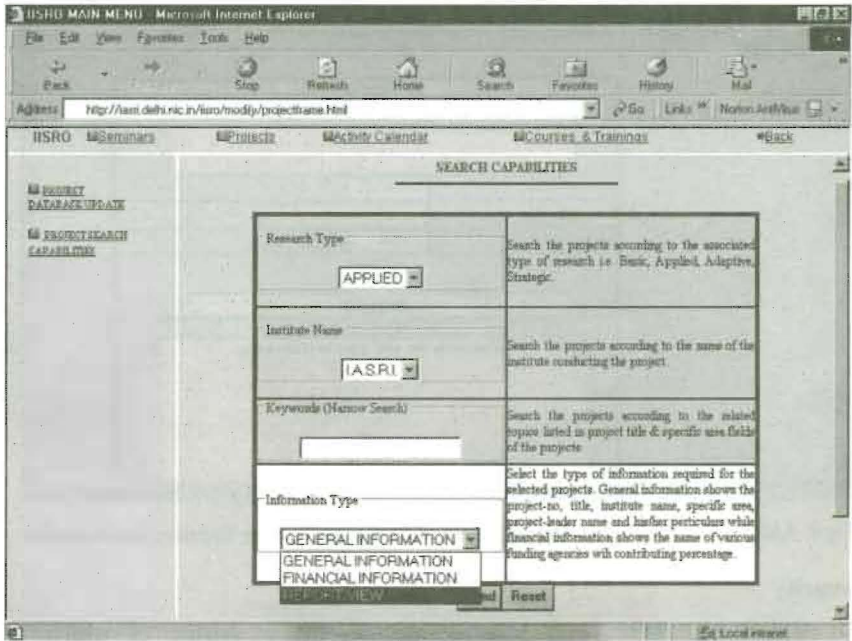 IISRO MAIN MENU - Microsoft Internet Explorer
File Edit View Favorites Tools Help
Back Stop Refresh Home Search Favorites History Mail
Address http://iasri.delhi.nic.in/iisro/modify/projectframe.html Go Links Norton AntiVirus
IISRO Seminars Projects Activity Calendar Courses & Trainings Back
SEARCH CAPABILITIES
PROJECT
DATABASE UPDATE
PROJECT SEARCH
CAPABILITIES
Research Type
APPLIED
Search the projects according to the associated
type of research i.e. Basic, Applied, Adaptive,
Strategic.
Institute Name
I.A.S.R.I.
Search the projects according to the name of the
institute conducting the project.
Keywords (Narrow Search)
Search the projects according to the related
topics listed in project title & specific area fields
of the projects
Information Type
GENERAL INFORMATION
GENERAL INFORMATION
FINANCIAL INFORMATION
REPORT VIEW
Select the type of information required for the
selected projects. General information shows the
project-no, title, institute name, specific area,
project-leader name and his/her perticulars while
financial information shows the name of various
funding agencies wih contributing percentage.
Reset
Local intranet